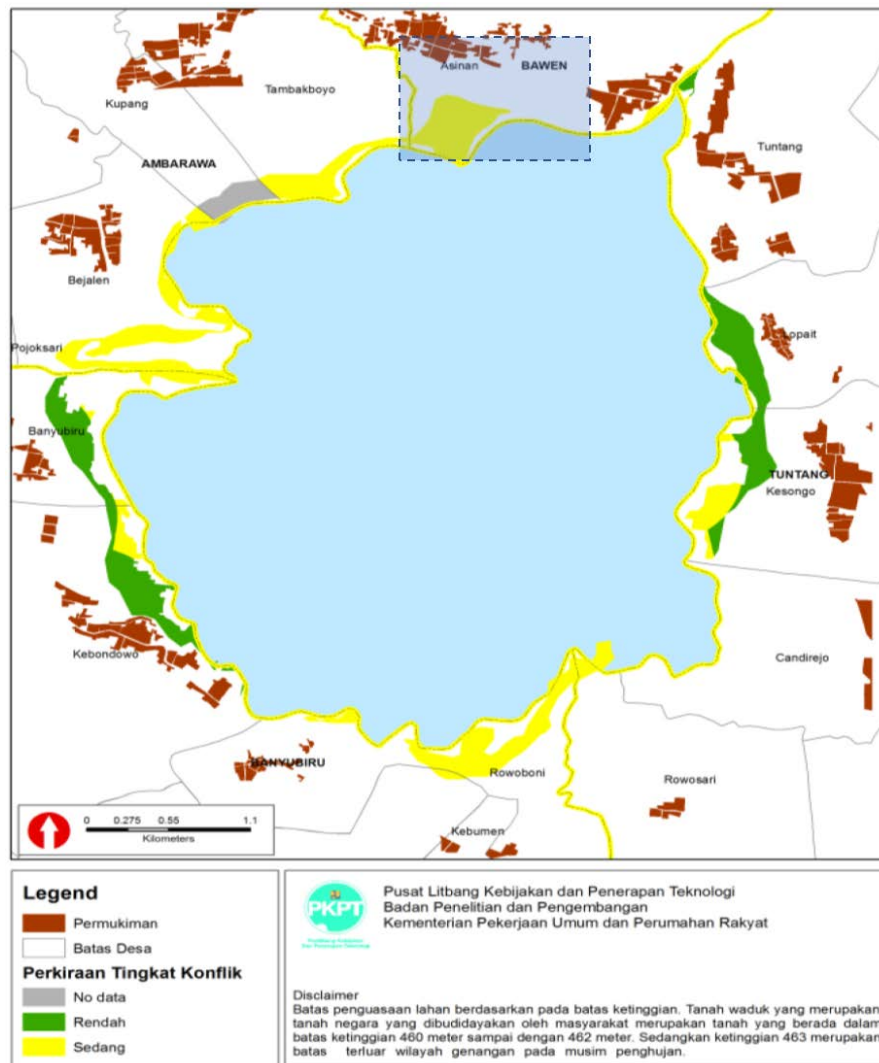 Asinan
BAWEN
Kupang
Tambakboyo
Tuntang
AMBARAWA
Bejalen
Pojoksari
Lopait
Banyubiru
TUNTANG
Kesongo
Kebondowo
Candirejo
BANYUBIRU
Rowoboni
Rowosari
Kebumen
0 0.275 0.55 1.1
Kilometers
Legend
Permukiman
Batas Desa
Perkiraan Tingkat Konflik
No data
Rendah
Sedang
PKPT
Pusat Litbang Kebijakan dan Penerapan Teknologi
Badan Penelitian dan Pengembangan
Kementerian Pekerjaan Umum dan Perumahan Rakyat
Disclaimer
Batas penguasaan lahan berdasarkan pada batas ketinggian. Tanah waduk yang merupakan
tanah negara yang dibudidayakan oleh masyarakat merupakan tanah yang berada dalam
batas ketinggian 460 meter sampai dengan 462 meter. Sedangkan ketinggian 463 merupakan
batas terluar wilayah genangan pada musim penghujan.